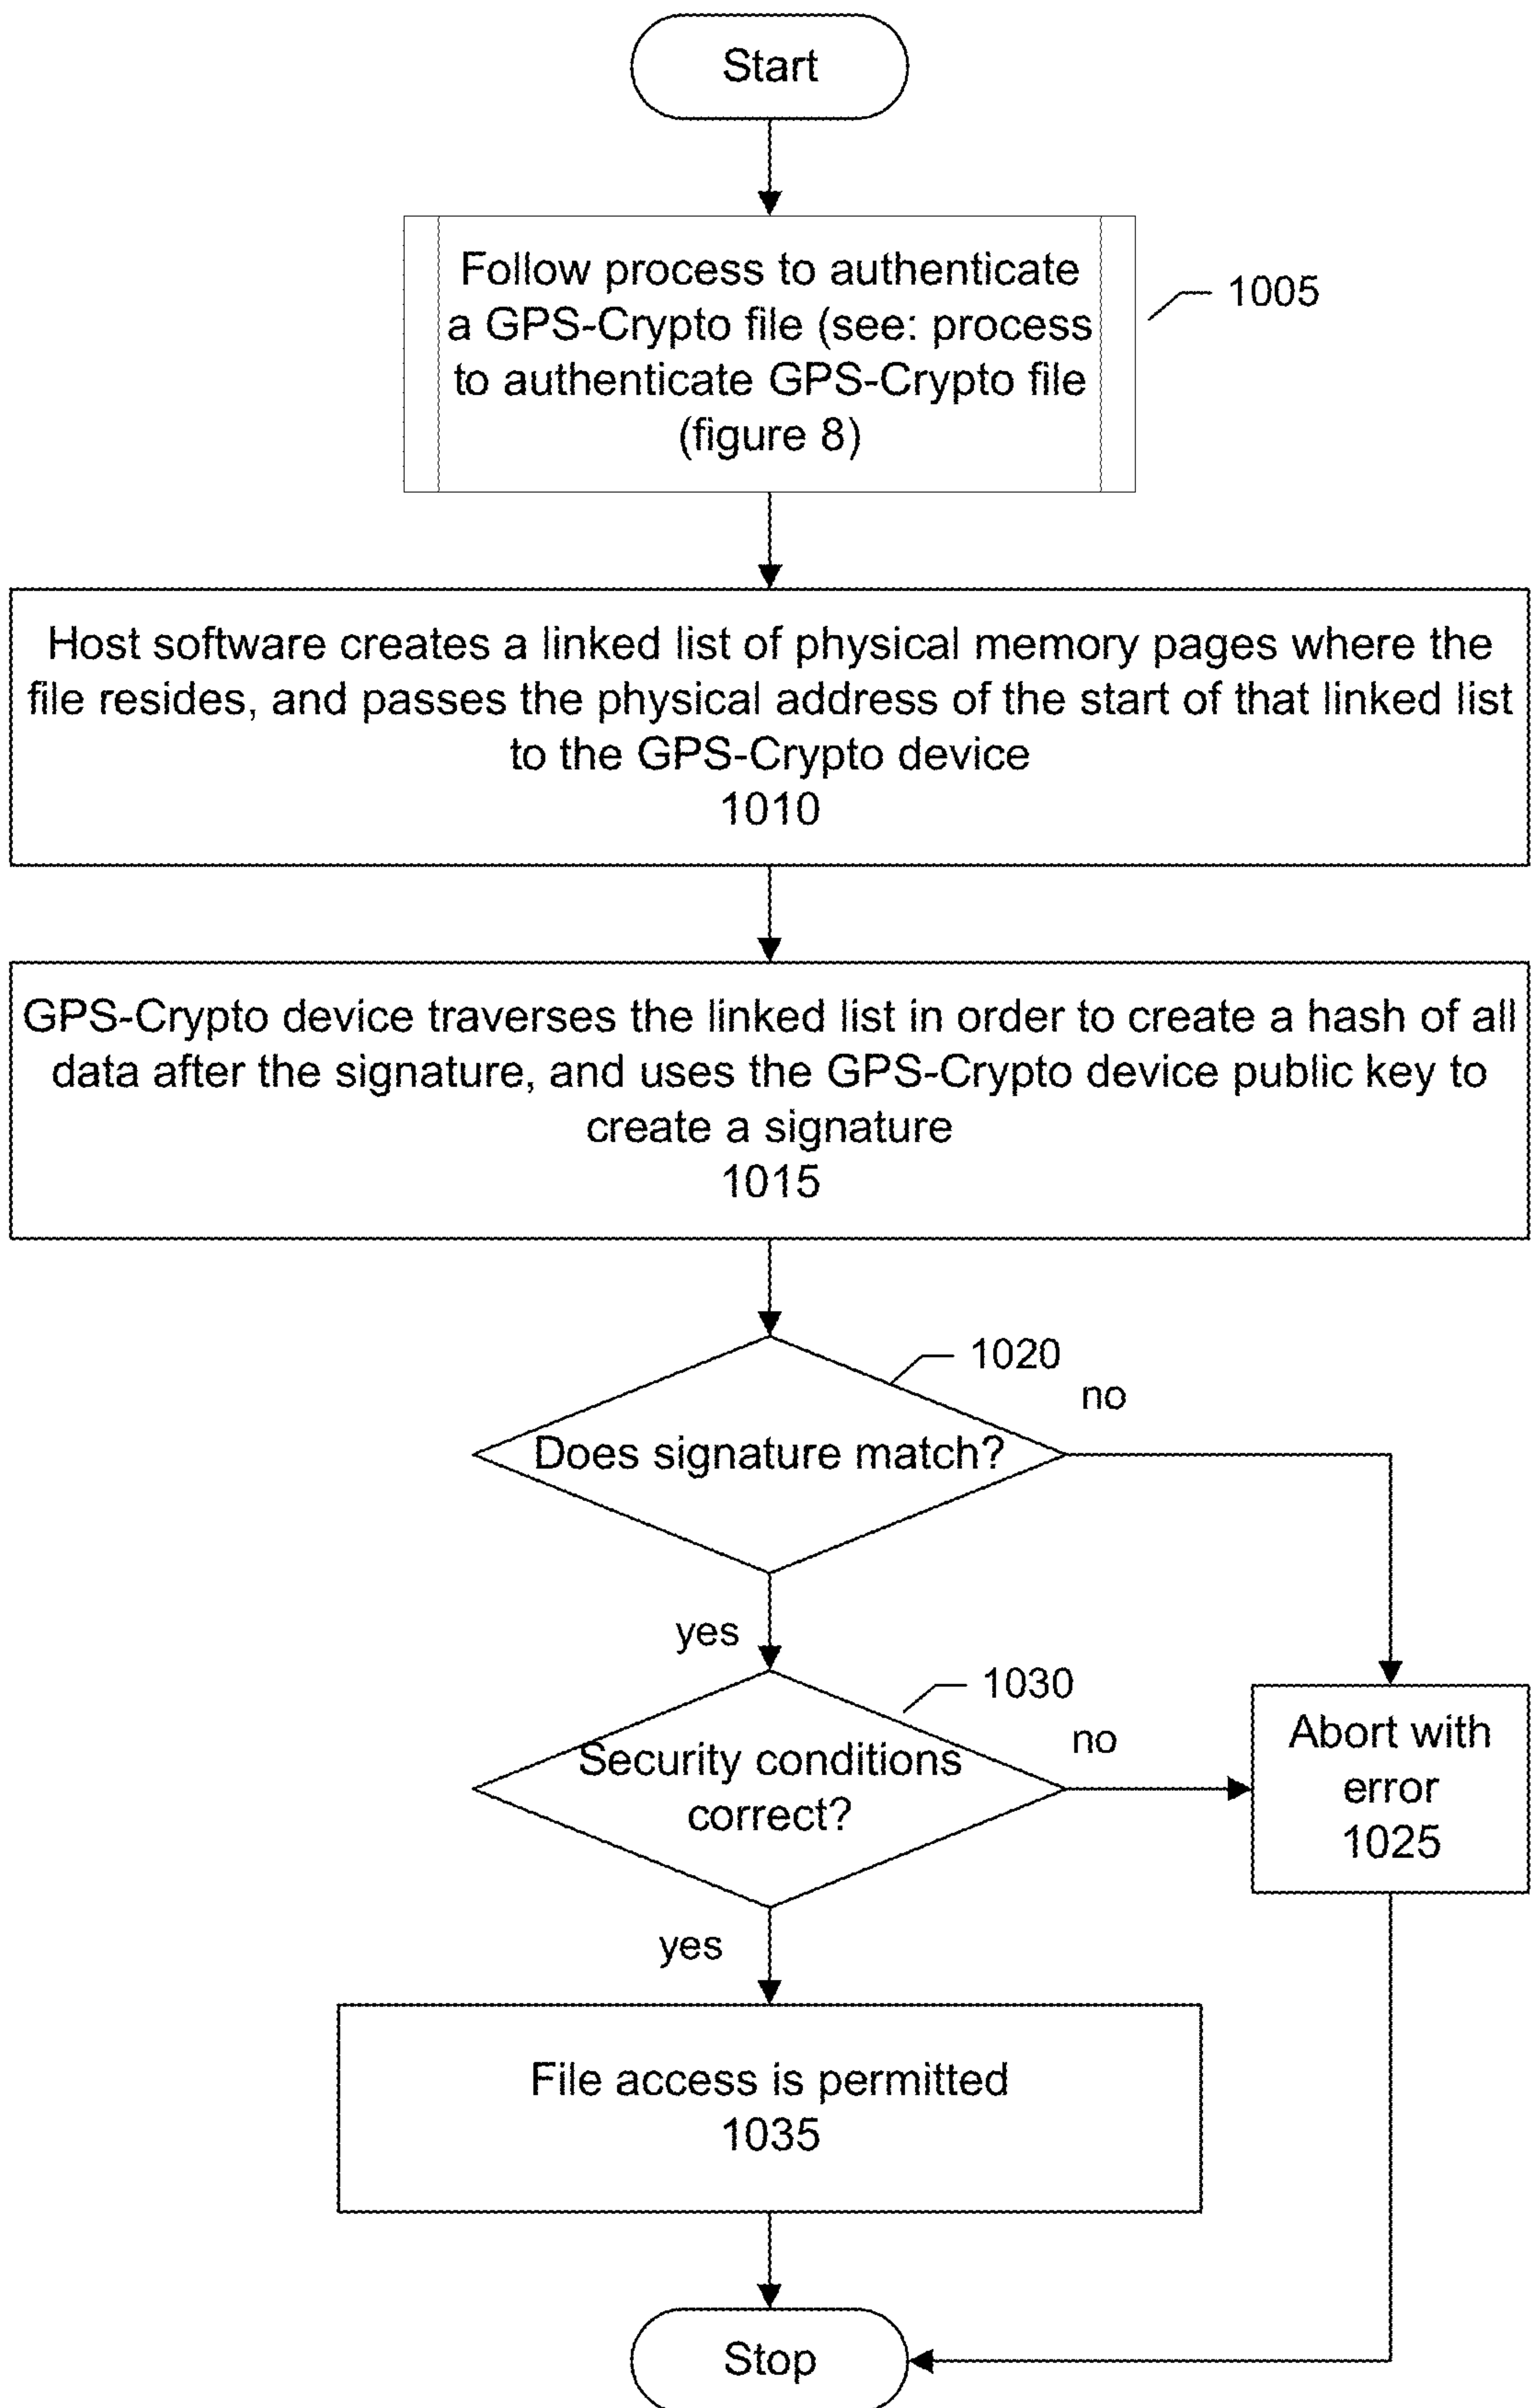 Start
Follow process to authenticate
a GPS-Crypto file (see: process
to authenticate GPS-Crypto file
(figure 8)
1005
Host software creates a linked list of physical memory pages where the
file resides, and passes the physical address of the start of that linked list
to the GPS-Crypto device
1010
GPS-Crypto device traverses the linked list in order to create a hash of all
data after the signature, and uses the GPS-Crypto device public key to
create a signature
1015
1020
no
Does signature match?
yes
1030
no
Security conditions
correct?
Abort with
error
1025
yes
File access is permitted
1035
Stop